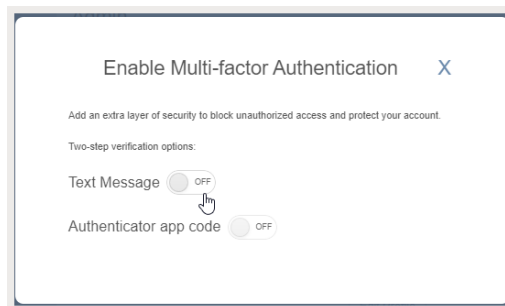 Enable Multi-factor Authentication X
Add an extra layer of security to block unauthorized access and protect your account.
Two-step verification options:
Text Message OFF
Authenticator app code OFF